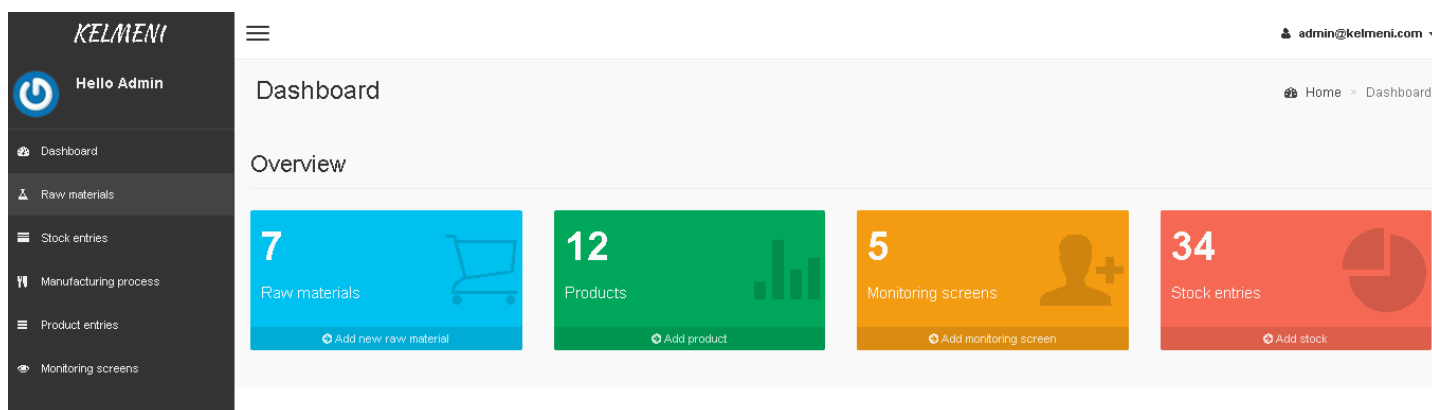 KELMENI
Hello Admin
Dashboard
Raw materials
Stock entries
Manufacturing process
Product entries
Monitoring screens
admin@kelmeni.com
Dashboard
Home > Dashboard
Overview
7
Raw materials
Add new raw material
12
Products
Add product
5
Monitoring screens
Add monitoring screen
34
Stock entries
Add stock